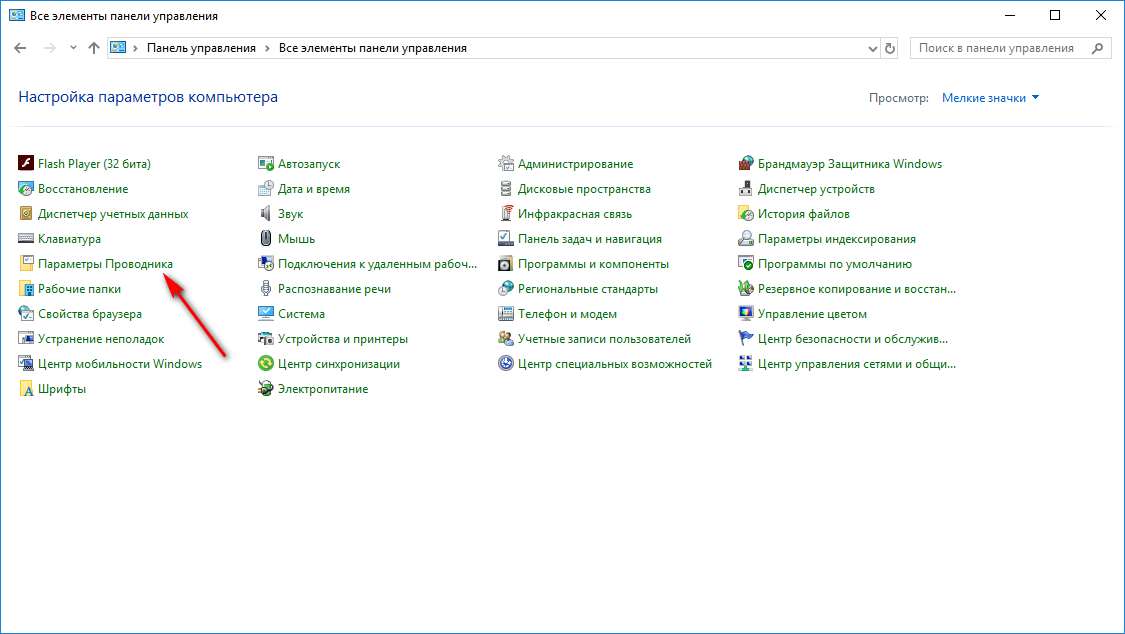 Все элементы панели управления
Панель управления > Все элементы панели управления
Поиск в панели управления
Настройка параметров компьютера
Просмотр: Мелкие значки
Flash Player (32 бита) Автозапуск Администрирование Брандмауэр Защитника Windows
Восстановление Дата и время Дисковые пространства Диспетчер устройств
Диспетчер учетных данных Звук Инфракрасная связь История файлов
Клавиатура Мышь Панель задач и навигация Параметры индексирования
Параметры Проводника Подключения к удаленным рабоч... Программы и компоненты Программы по умолчанию
Рабочие папки Распознавание речи Региональные стандарты Резервное копирование и восстан...
Свойства браузера Система Телефон и модем Управление цветом
Устранение неполадок Устройства и принтеры Учетные записи пользователей Центр безопасности и обслужив...
Центр мобильности Windows Центр синхронизации Центр специальных возможностей Центр управления сетями и общи...
Шрифты Электропитание